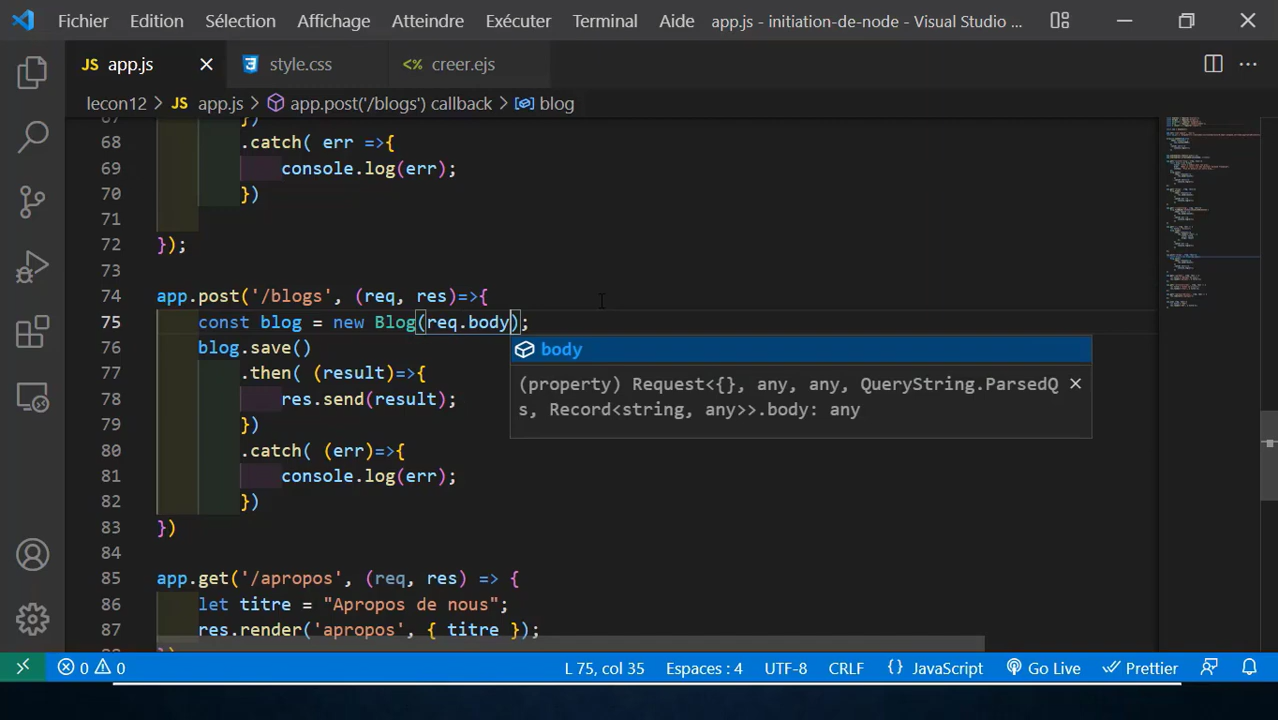 Fichier Edition Sélection Affichage Atteindre Exécuter Terminal Aide app.js - initiation-de-node - Visual Studio ...
JS app.js style.css <% creer.ejs
lecon12 > JS app.js > app.post('/blogs') callback > blog
67 })
68 .catch( err =>{
69 console.log(err);
70 })
71
72 });
73
74 app.post('/blogs', (req, res)=>{
75 const blog = new Blog(req.body);
76 blog.save()
body
77 .then( (result)=>{
(property) Request<{}, any, any, QueryString.ParsedQ
78 res.send(result);
s, Record<string, any>>.body: any
79 })
80 .catch( (err)=>{
81 console.log(err);
82 })
83 })
84
85 app.get('/apropos', (req, res) => {
86 let titre = "Apropos de nous";
87 res.render('apropos', { titre });
0 0 L 75, col 35 Espaces : 4 UTF-8 CRLF {} JavaScript Go Live Prettier